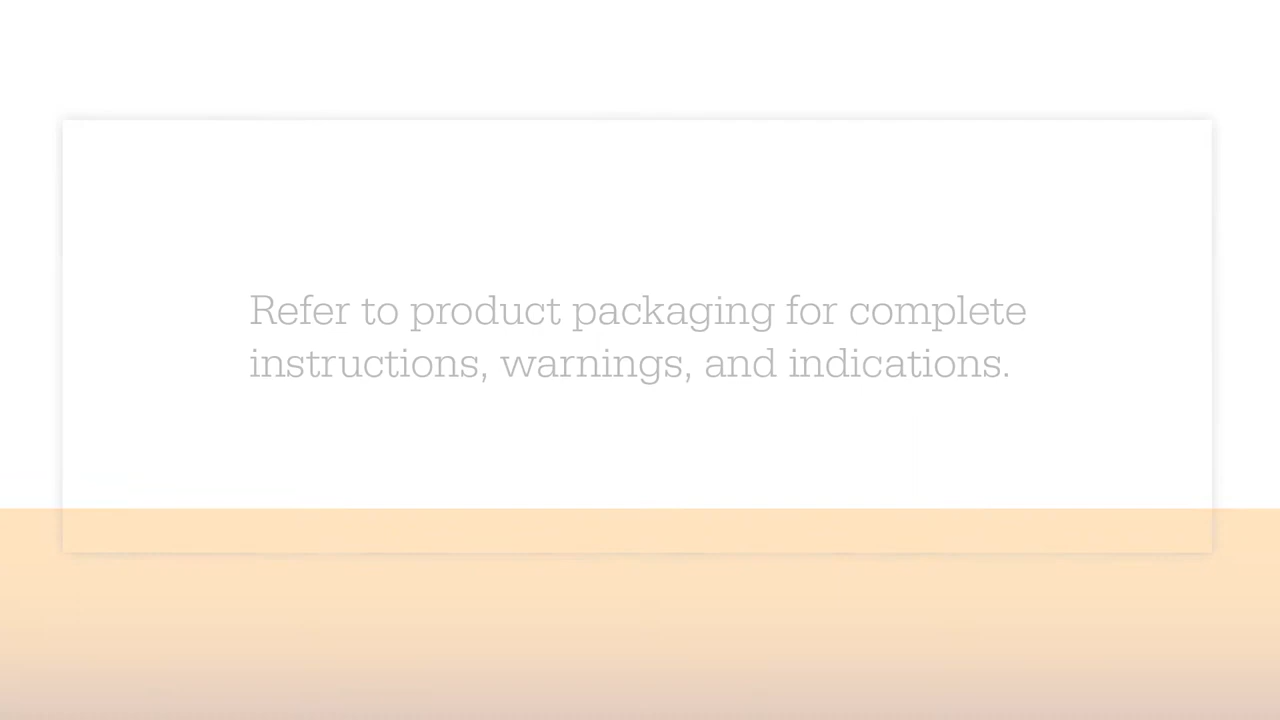 Refer to product packaging for complete
instructions, warnings, and indications.